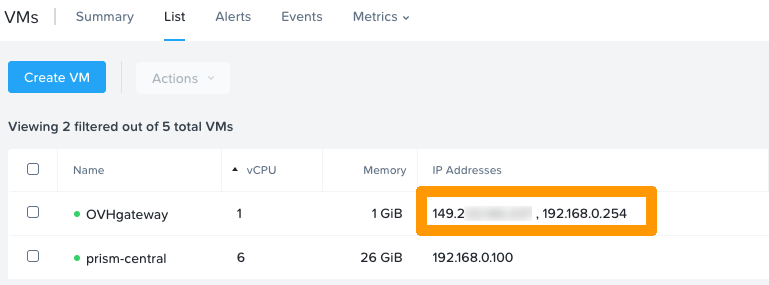 VMs Summary List Alerts Events Metrics
Create VM Actions
Viewing 2 filtered out of 5 total VMs
Name vCPU Memory IP Addresses
OVHgateway 1 1 GiB 149.2 , 192.168.0.254
prism-central 6 26 GiB 192.168.0.100